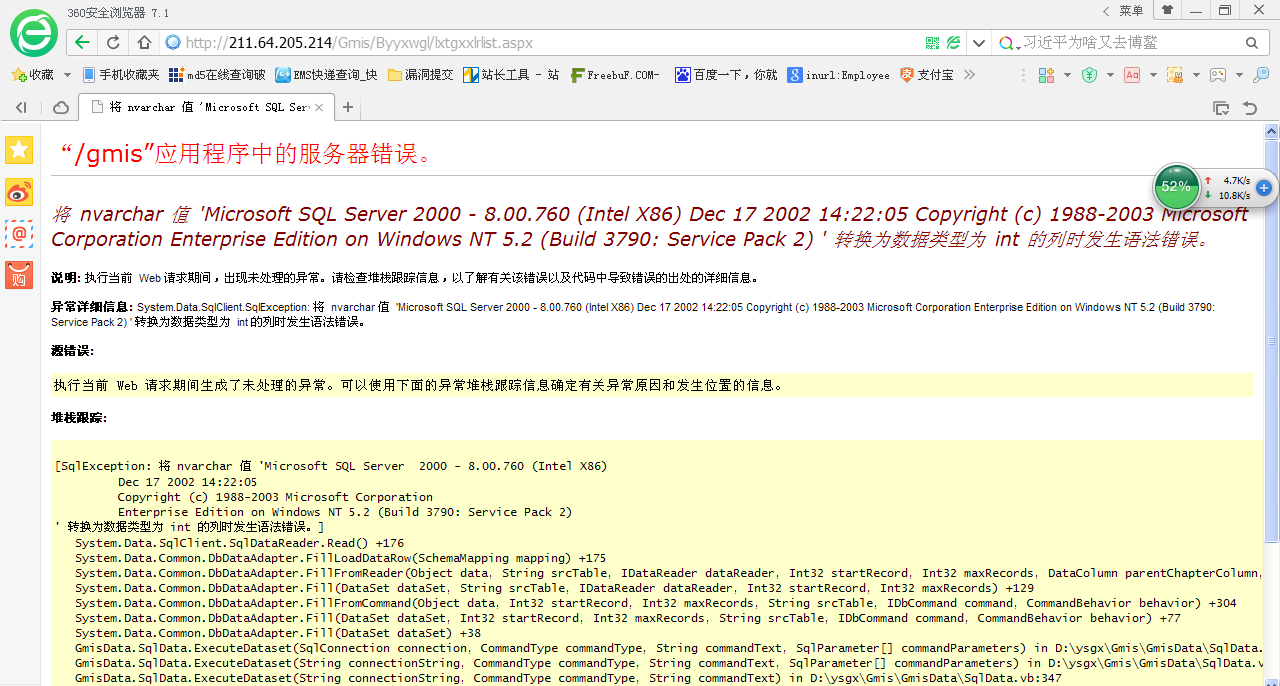 360安全浏览器 7.1
菜单
http://211.64.205.214/Gmis/Byyxwgl/lxtgxxlrlist.aspx
习近平为啥又去博鳌
收藏 手机收藏夹 md5在线查询破 EMS快递查询_快 漏洞提交 站长工具 - 站 FreebuF.COM- 百度一下，你就 inurl:Employee 支付宝
将 nvarchar 值 'Microsoft SQL Ser
“/gmis”应用程序中的服务器错误。
52%
4.7K/s
10.8K/s
将 nvarchar 值 'Microsoft SQL Server 2000 - 8.00.760 (Intel X86) Dec 17 2002 14:22:05 Copyright (c) 1988-2003 Microsoft
Corporation Enterprise Edition on Windows NT 5.2 (Build 3790: Service Pack 2) ' 转换为数据类型为 int 的列时发生语法错误。
说明: 执行当前 Web 请求期间，出现未处理的异常。请检查堆栈跟踪信息，以了解有关该错误以及代码中导致错误的出处的详细信息。
异常详细信息: System.Data.SqlClient.SqlException: 将 nvarchar 值 'Microsoft SQL Server 2000 - 8.00.760 (Intel X86) Dec 17 2002 14:22:05 Copyright (c) 1988-2003 Microsoft Corporation Enterprise Edition on Windows NT 5.2 (Build 3790:
Service Pack 2) ' 转换为数据类型为 int 的列时发生语法错误。
源错误:
执行当前 Web 请求期间生成了未处理的异常。可以使用下面的异常堆栈跟踪信息确定有关异常原因和发生位置的信息。
堆栈跟踪:
[SqlException: 将 nvarchar 值 'Microsoft SQL Server  2000 - 8.00.760 (Intel X86)
Dec 17 2002 14:22:05
Copyright (c) 1988-2003 Microsoft Corporation
Enterprise Edition on Windows NT 5.2 (Build 3790: Service Pack 2)
' 转换为数据类型为 int 的列时发生语法错误。]
System.Data.SqlClient.SqlDataReader.Read() +176
System.Data.Common.DbDataAdapter.FillLoadDataRow(SchemaMapping mapping) +175
System.Data.Common.DbDataAdapter.FillFromReader(Object data, String srcTable, IDataReader dataReader, Int32 startRecord, Int32 maxRecords, DataColumn parentChapterColumn,
System.Data.Common.DbDataAdapter.Fill(DataSet dataSet, String srcTable, IDataReader dataReader, Int32 startRecord, Int32 maxRecords) +129
System.Data.Common.DbDataAdapter.FillFromCommand(Object data, Int32 startRecord, Int32 maxRecords, String srcTable, IDbCommand command, CommandBehavior behavior) +304
System.Data.Common.DbDataAdapter.Fill(DataSet dataSet, Int32 startRecord, Int32 maxRecords, String srcTable, IDbCommand command, CommandBehavior behavior) +77
System.Data.Common.DbDataAdapter.Fill(DataSet dataSet) +38
GmisData.SqlData.ExecuteDataset(SqlConnection connection, CommandType commandType, String commandText, SqlParameter[] commandParameters) in D:\ysgx\Gmis\GmisData\SqlData.
GmisData.SqlData.ExecuteDataset(String connectionString, CommandType commandType, String commandText, SqlParameter[] commandParameters) in D:\ysgx\Gmis\GmisData\SqlData.v
GmisData.SqlData.ExecuteDataset(String connectionString, CommandType commandType, String commandText) in D:\ysgx\Gmis\GmisData\SqlData.vb:347